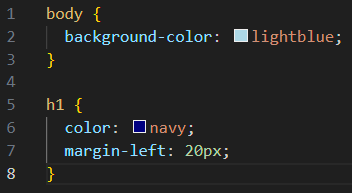 1 body {
2   background-color: lightblue;
3 }
4
5 h1 {
6   color: navy;
7   margin-left: 20px;
8 }